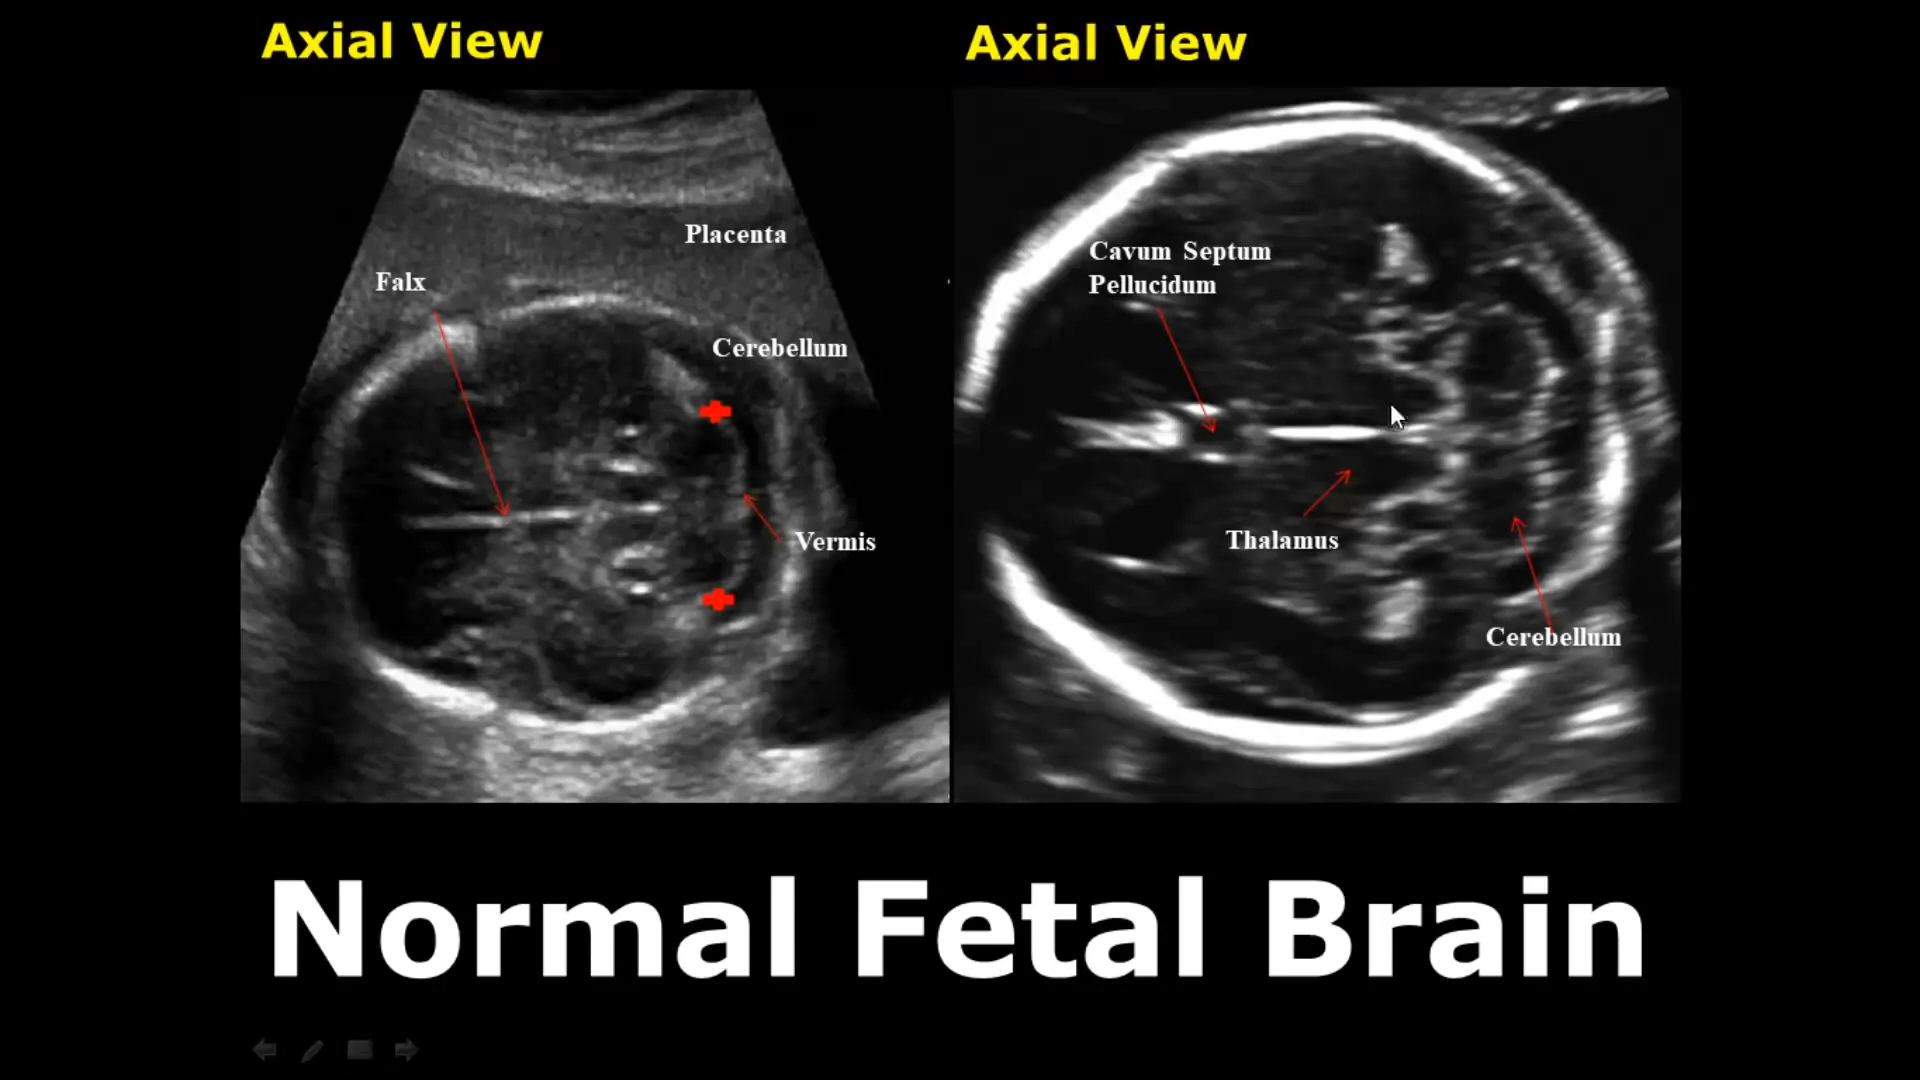 Axial View
Axial View
Placenta
Falx
Cerebellum
Vermis
Cavum Septum
Pellucidum
Thalamus
Cerebellum
Normal Fetal Brain